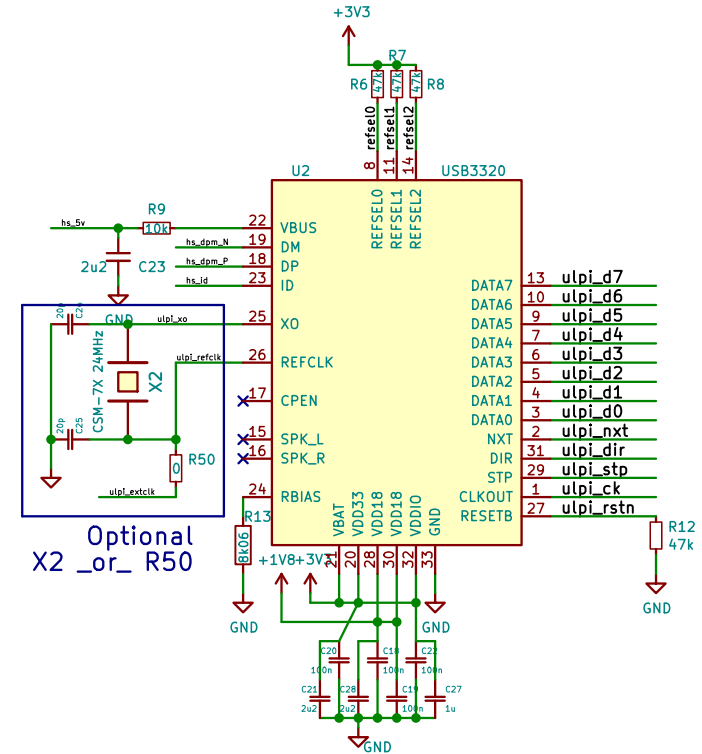 +3V3
R7
R6 47k 47k 47k R8
refsel0 refsel1 refsel2
8 11 14
U2 USB3320
REFSEL0 REFSEL1 REFSEL2
hs_5v R9 10k 22 VBUS
hs_dpm_N 19 DM
2u2 C23 hs_dpm_P 18 DP
hs_id 23 ID
GND
20p C24 ulpi_xo 25 XO
ulpi_refclk 26 REFCLK
CSM-7X 24MHz X2
17 CPEN
20p C25
15 SPK_L
16 SPK_R
R50 0
ulpi_extclk
24 RBIAS
Optional
X2 _or_ R50
R13 8k06
GND
DATA7 13 ulpi_d7
DATA6 10 ulpi_d6
DATA5 9 ulpi_d5
DATA4 7 ulpi_d4
DATA3 6 ulpi_d3
DATA2 5 ulpi_d2
DATA1 4 ulpi_d1
DATA0 3 ulpi_d0
NXT 2 ulpi_nxt
DIR 31 ulpi_dir
STP 29 ulpi_stp
CLKOUT 1 ulpi_ck
RESETB 27 ulpi_rstn
R12
47k
GND
VBAT VDD33 VDD18 VDD18 VDDIO GND
21 20 28 30 32 33
+1V8 +3V3
GND
C20 C18 C22
100n 100n 100n
C21 C28 C19 C27
2u2 2u2 100n 1u
GND